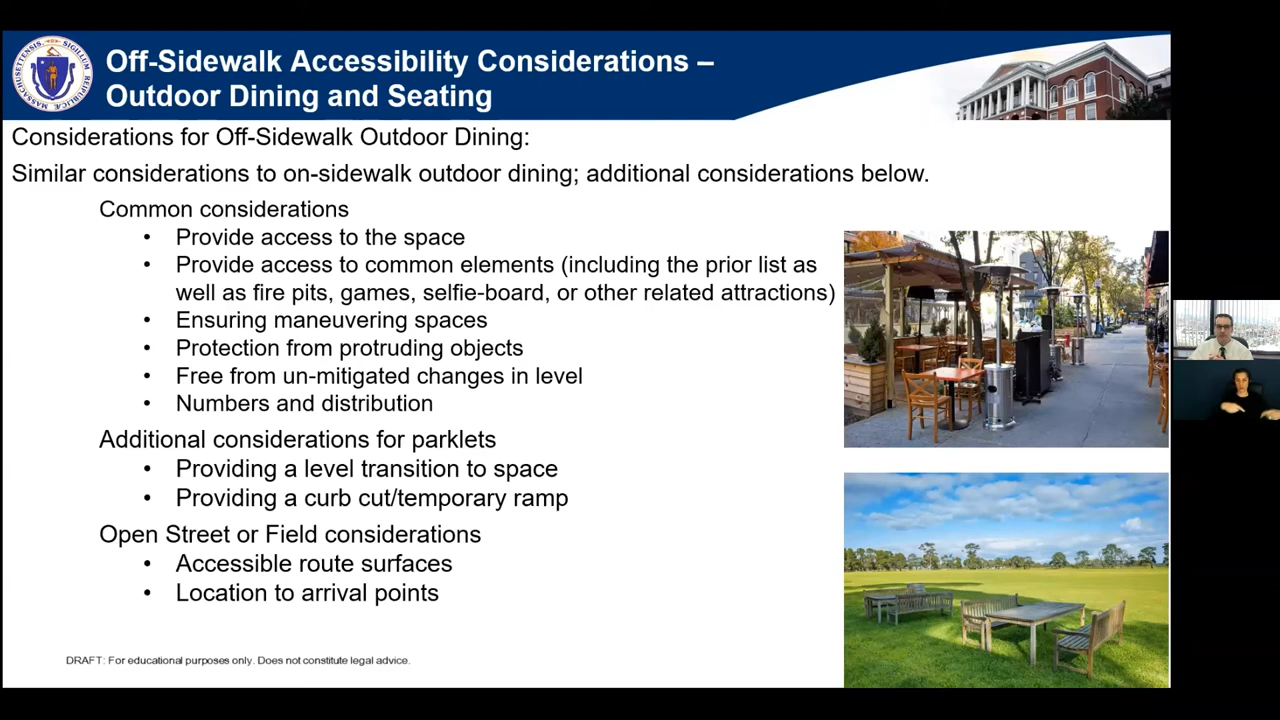 Off-Sidewalk Accessibility Considerations –
Outdoor Dining and Seating
Considerations for Off-Sidewalk Outdoor Dining:
Similar considerations to on-sidewalk outdoor dining; additional considerations below.
Common considerations
• Provide access to the space
• Provide access to common elements (including the prior list as
well as fire pits, games, selfie-board, or other related attractions)
• Ensuring maneuvering spaces
• Protection from protruding objects
• Free from un-mitigated changes in level
• Numbers and distribution
Additional considerations for parklets
• Providing a level transition to space
• Providing a curb cut/temporary ramp
Open Street or Field considerations
• Accessible route surfaces
• Location to arrival points
DRAFT: For educational purposes only. Does not constitute legal advice.